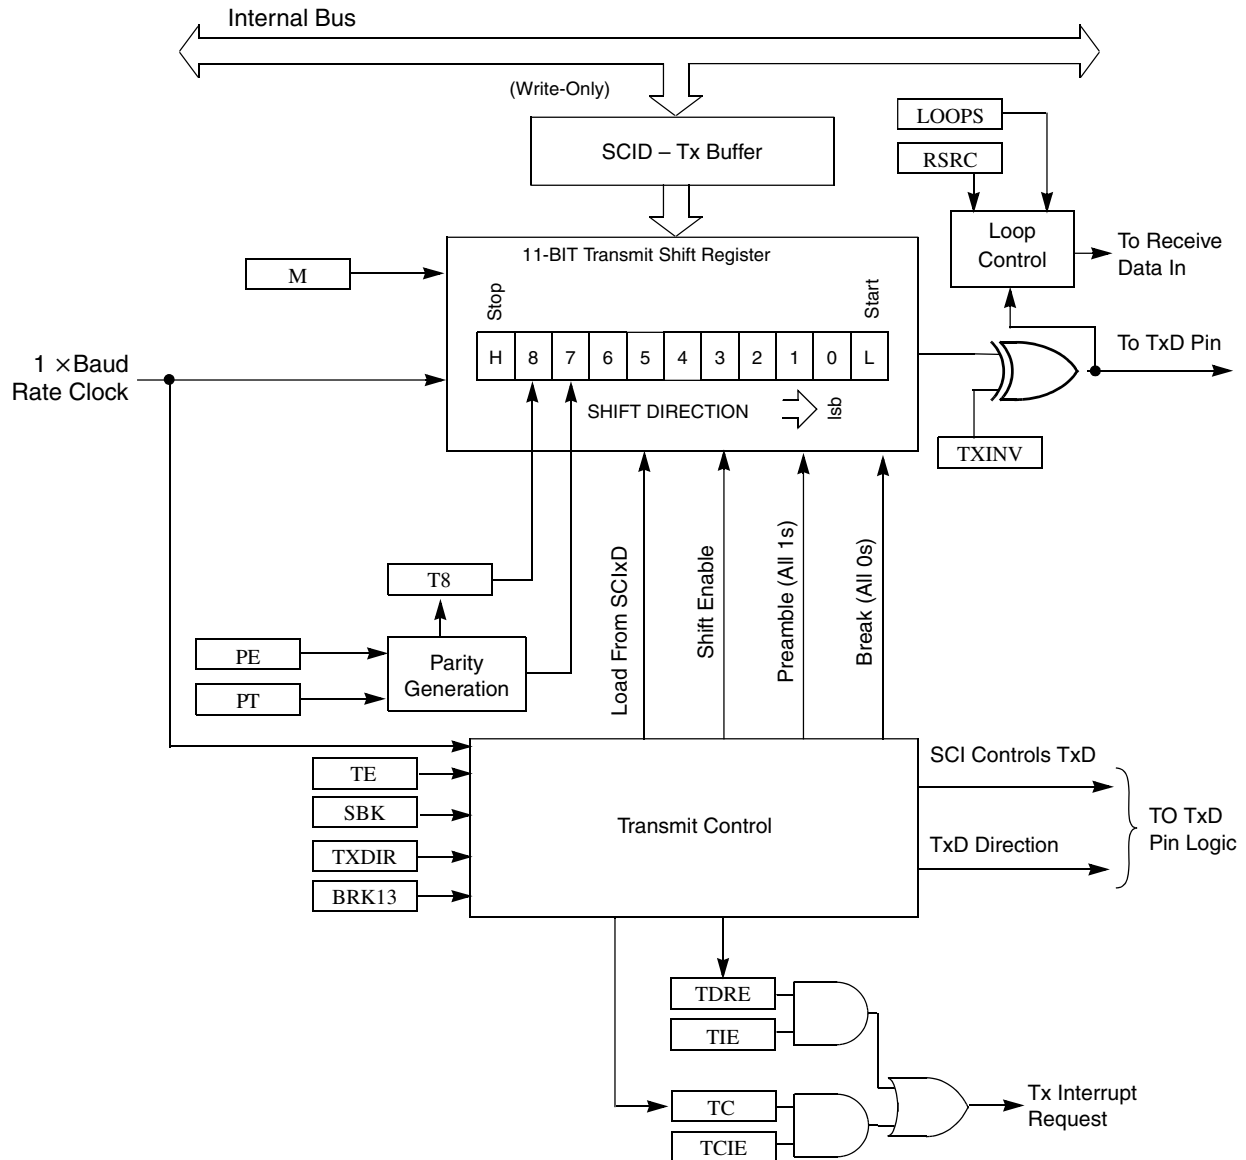 Internal Bus
(Write-Only)
LOOPS
SCID – Tx Buffer
RSRC
Loop
Control
To Receive
Data In
11-BIT Transmit Shift Register
M
Stop
Start
H 8 7 6 5 4 3 2 1 0 L
To TxD Pin
1 ×Baud
Rate Clock
SHIFT DIRECTION
lsb
TXINV
Load From SCIxD
Shift Enable
Preamble (All 1s)
Break (All 0s)
T8
PE
PT
Parity
Generation
TE
SBK
TXDIR
BRK13
Transmit Control
SCI Controls TxD
TxD Direction
TO TxD
Pin Logic
TDRE
TIE
TC
TCIE
Tx Interrupt
Request